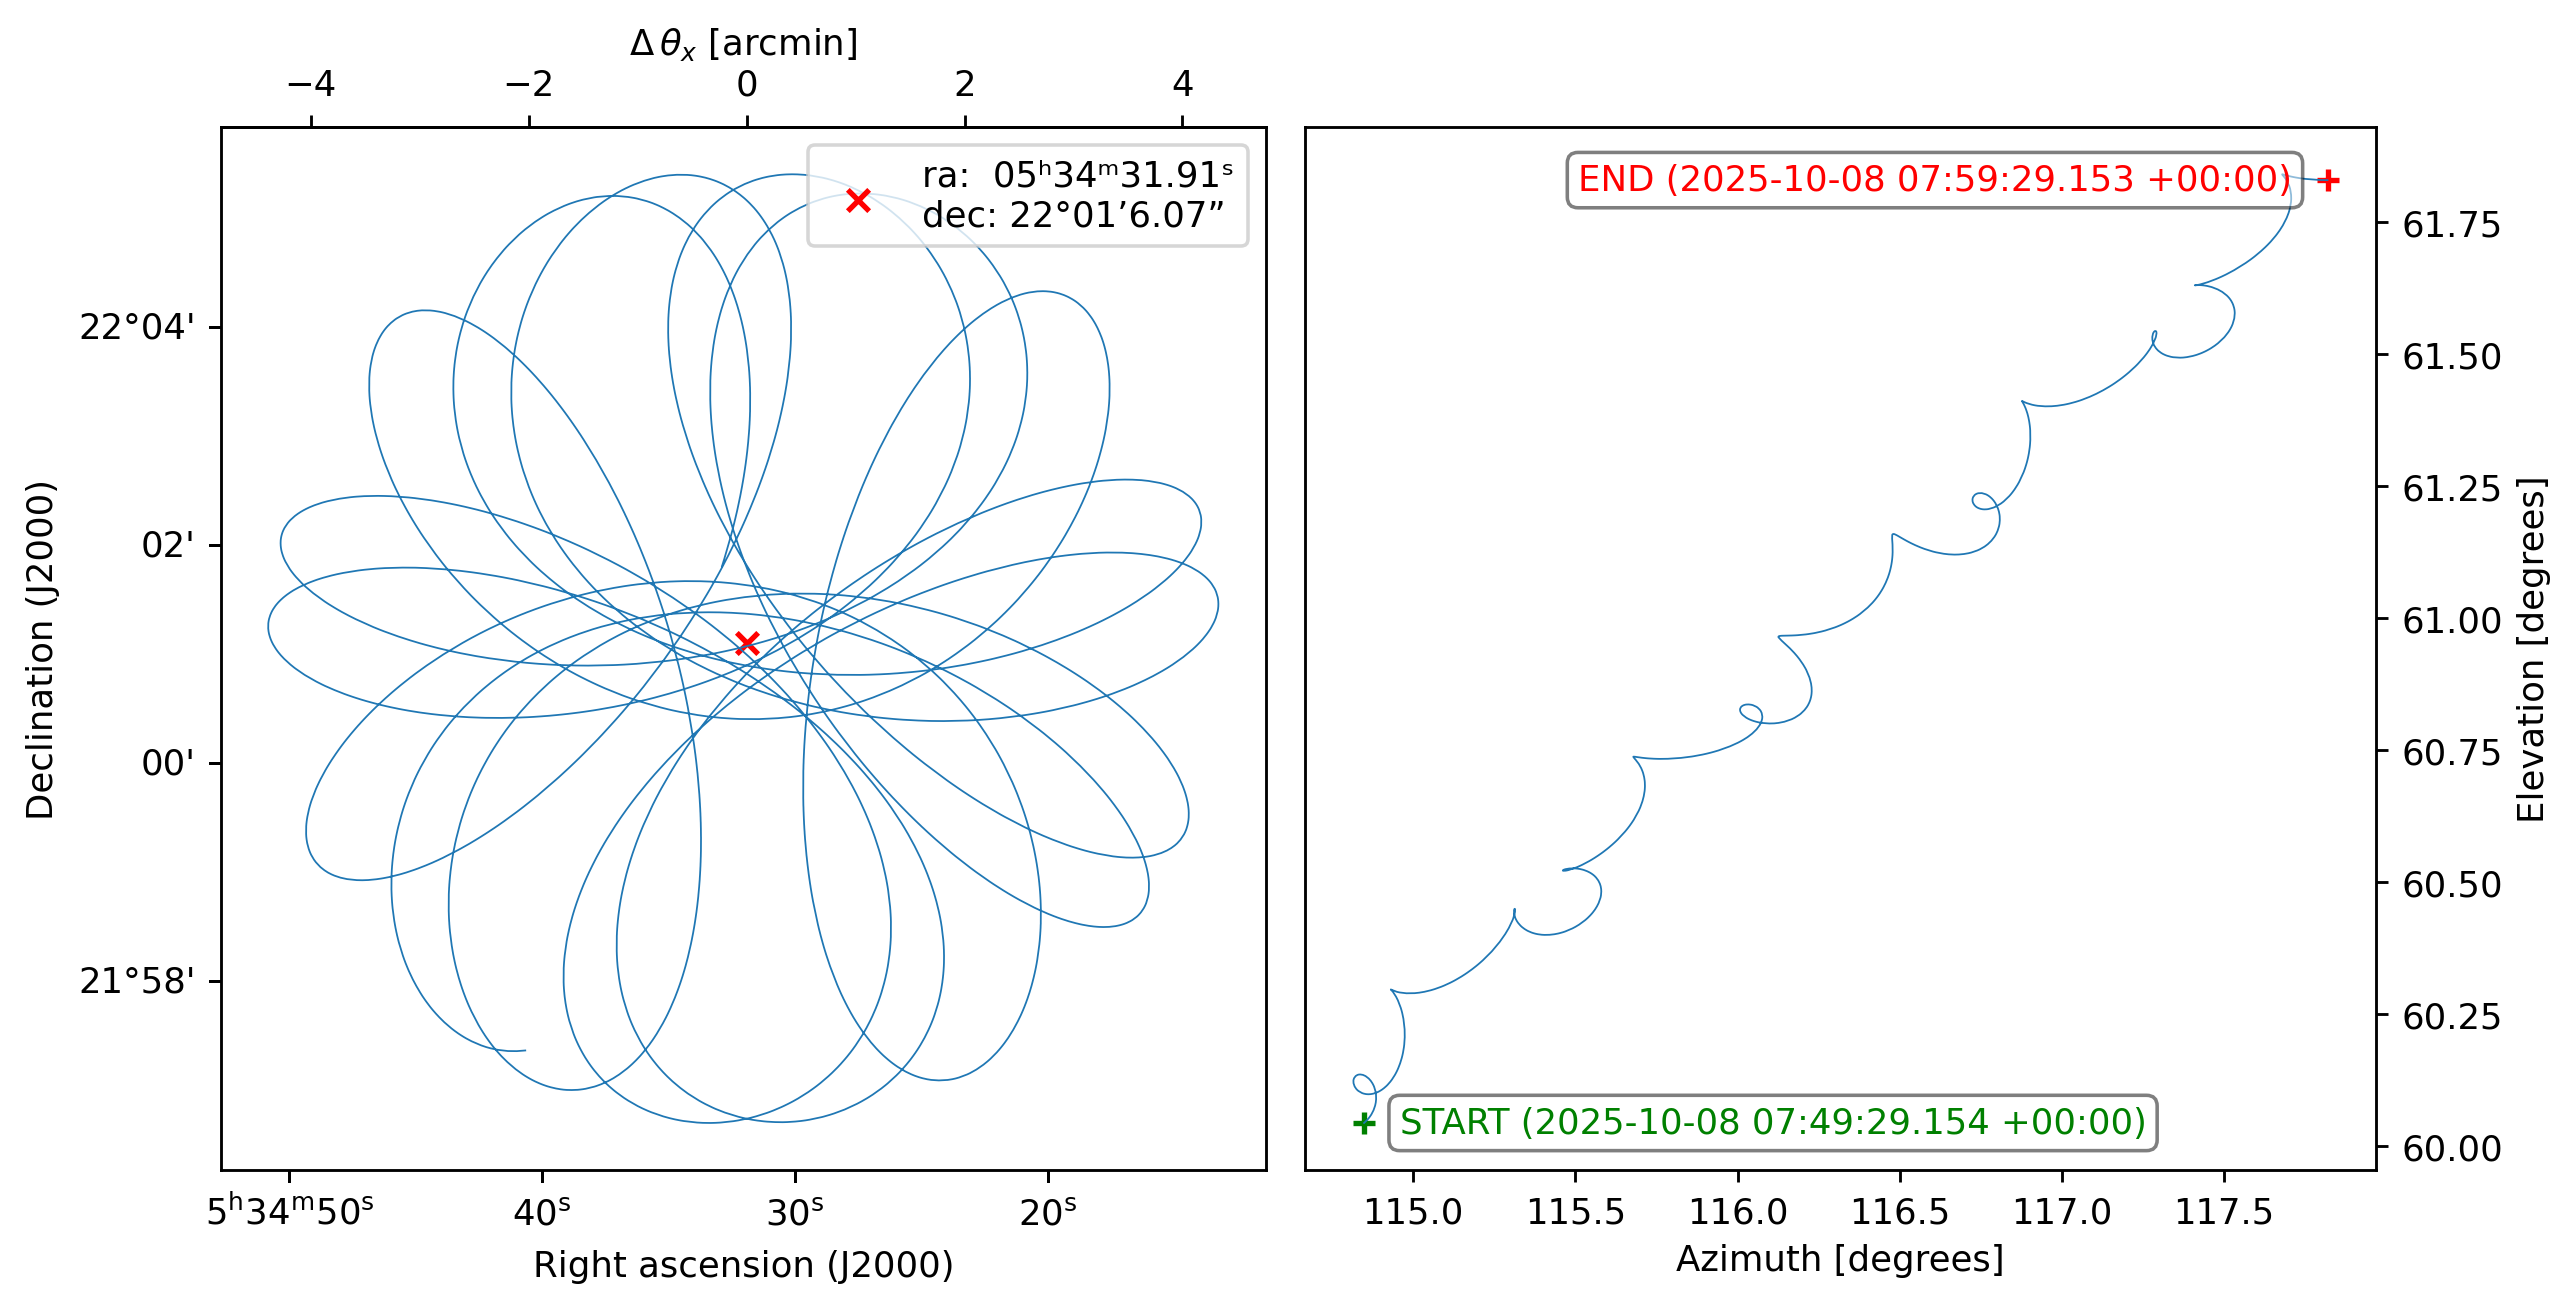 Δ θx [arcmin]
−4 −2 0 2 4
ra:  05ʰ34ᵐ31.91ˢ
dec: 22°01’6.07”
22°04'
02'
00'
21°58'
Declination (J2000)
5ʰ34ᵐ50ˢ 40ˢ 30ˢ 20ˢ
Right ascension (J2000)
END (2025-10-08 07:59:29.153 +00:00)
START (2025-10-08 07:49:29.154 +00:00)
61.75
61.50
61.25
61.00
60.75
60.50
60.25
60.00
Elevation [degrees]
115.0 115.5 116.0 116.5 117.0 117.5
Azimuth [degrees]